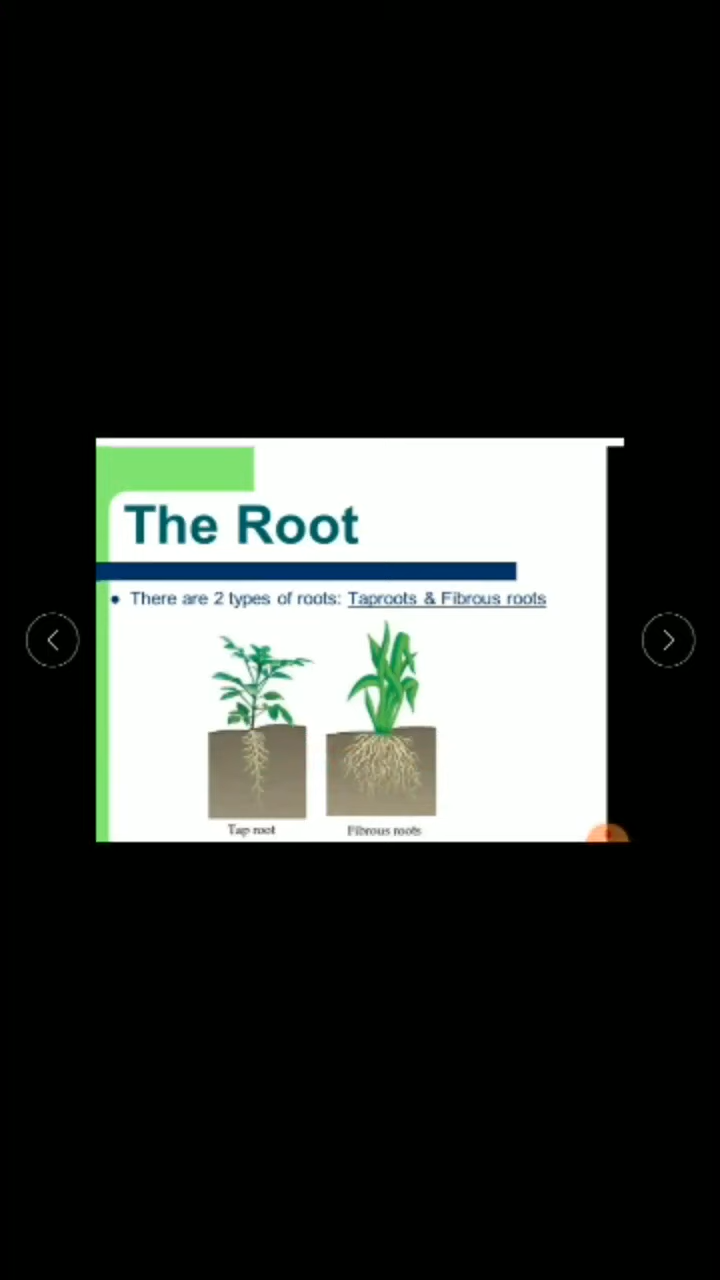 The Root
• There are 2 types of roots: Taproots & Fibrous roots
Tap root
Fibrous roots